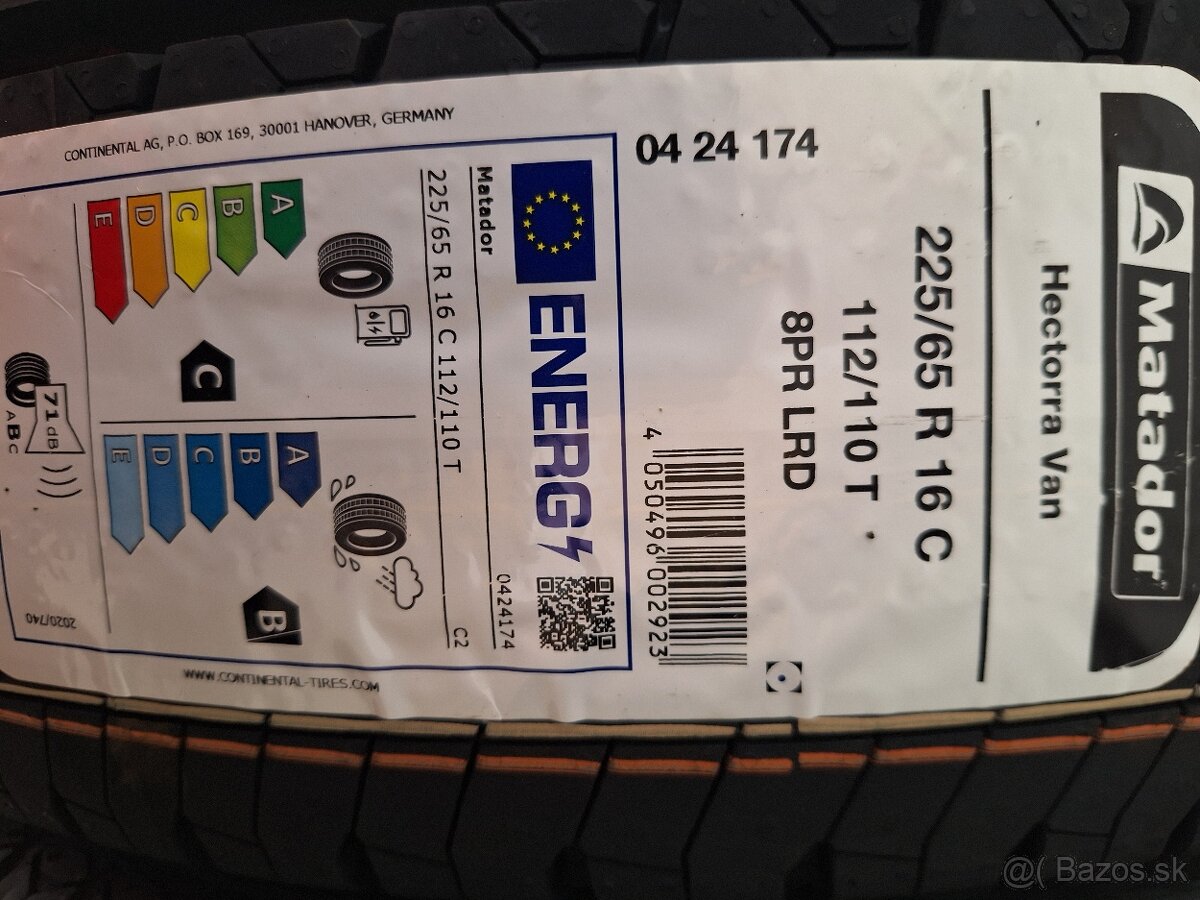 Matador
Hectorra Van
225/65 R 16 C
112/110 T
8PR LRD
04 24 174
4 050496 002923
ENERG
Matador
0424174
225/65 R 16 C 112/110 T
C2
A
B
C
D
E
C
A
B
C
D
E
B
71 dB
ABC
2020/740
CONTINENTAL AG, P.O. BOX 169, 30001 HANOVER, GERMANY
WWW.CONTINENTAL-TIRES.COM
@( Bazos.sk